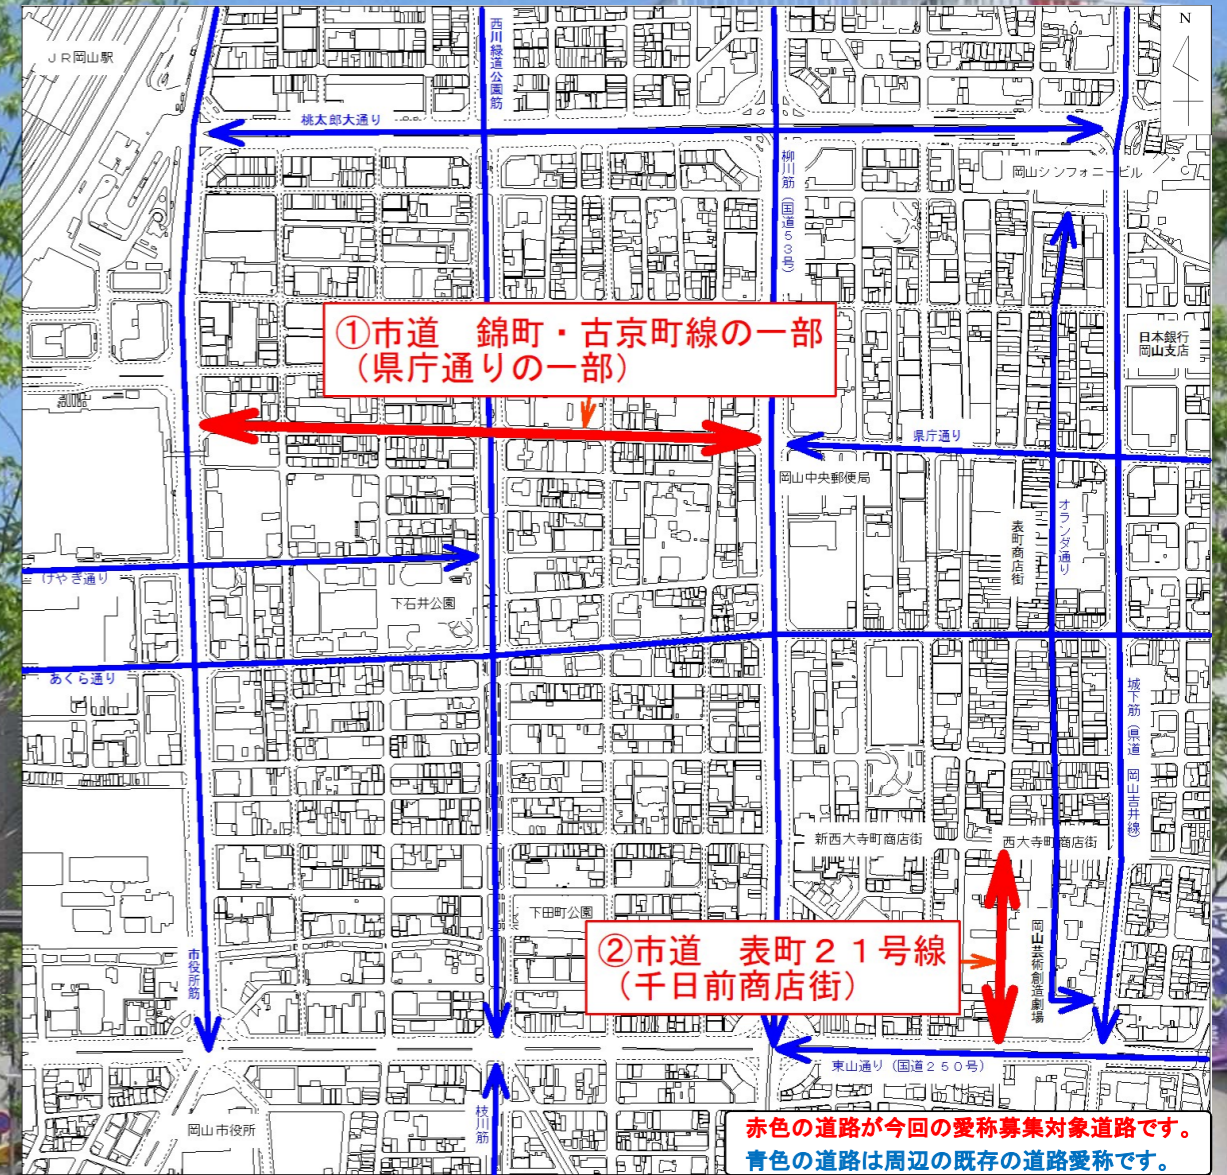 N
JR岡山駅
西川緑道公園筋
桃太郎大通り
柳川筋(国道53号)
岡山シンフォニービル
日本銀行
岡山支店
①市道 錦町・古京町線の一部
(県庁通りの一部)
県庁通り
岡山中央郵便局
オランダ通り
表町商店街
けやき通り
下石井公園
あくら通り
城下筋(県道 岡山吉井線)
新西大寺町商店街
西大寺町商店街
下田町公園
②市道 表町21号線
(千日前商店街)
岡山芸術創造劇場
市役所筋
東山通り(国道250号)
枝川筋
岡山市役所
赤色の道路が今回の愛称募集対象道路です。
青色の道路は周辺の既存の道路愛称です。